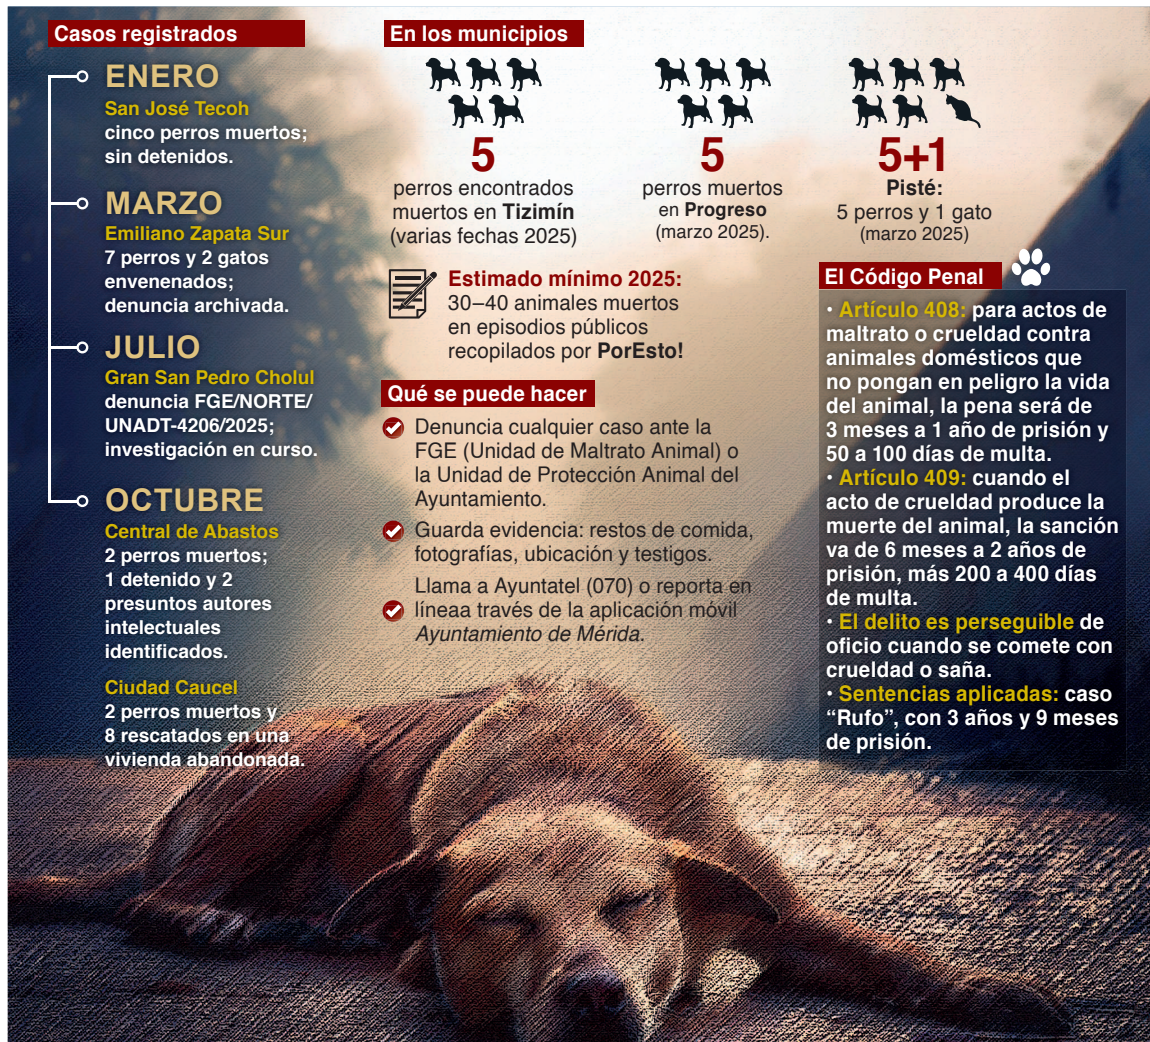 Casos registrados
ENERO
San José Tecoh
cinco perros muertos;
sin detenidos.
MARZO
Emiliano Zapata Sur
7 perros y 2 gatos
envenenados;
denuncia archivada.
JULIO
Gran San Pedro Cholul
denuncia FGE/NORTE/
UNADT-4206/2025;
investigación en curso.
OCTUBRE
Central de Abastos
2 perros muertos;
1 detenido y 2
presuntos autores
intelectuales
identificados.
Ciudad Caucel
2 perros muertos y
8 rescatados en una
vivienda abandonada.
En los municipios
5
perros encontrados
muertos en Tizimín
(varias fechas 2025)
5
perros muertos
en Progreso
(marzo 2025).
5+1
Pisté:
5 perros y 1 gato
(marzo 2025)
Estimado mínimo 2025:
30–40 animales muertos
en episodios públicos
recopilados por PorEsto!
Qué se puede hacer
Denuncia cualquier caso ante la
FGE (Unidad de Maltrato Animal) o
la Unidad de Protección Animal del
Ayuntamiento.
Guarda evidencia: restos de comida,
fotografías, ubicación y testigos.
Llama a Ayuntatel (070) o reporta en
líneaa través de la aplicación móvil
Ayuntamiento de Mérida.
El Código Penal
• Artículo 408: para actos de
maltrato o crueldad contra
animales domésticos que
no pongan en peligro la vida
del animal, la pena será de
3 meses a 1 año de prisión y
50 a 100 días de multa.
• Artículo 409: cuando el
acto de crueldad produce la
muerte del animal, la sanción
va de 6 meses a 2 años de
prisión, más 200 a 400 días
de multa.
• El delito es perseguible de
oficio cuando se comete con
crueldad o saña.
• Sentencias aplicadas: caso
“Rufo”, con 3 años y 9 meses
de prisión.